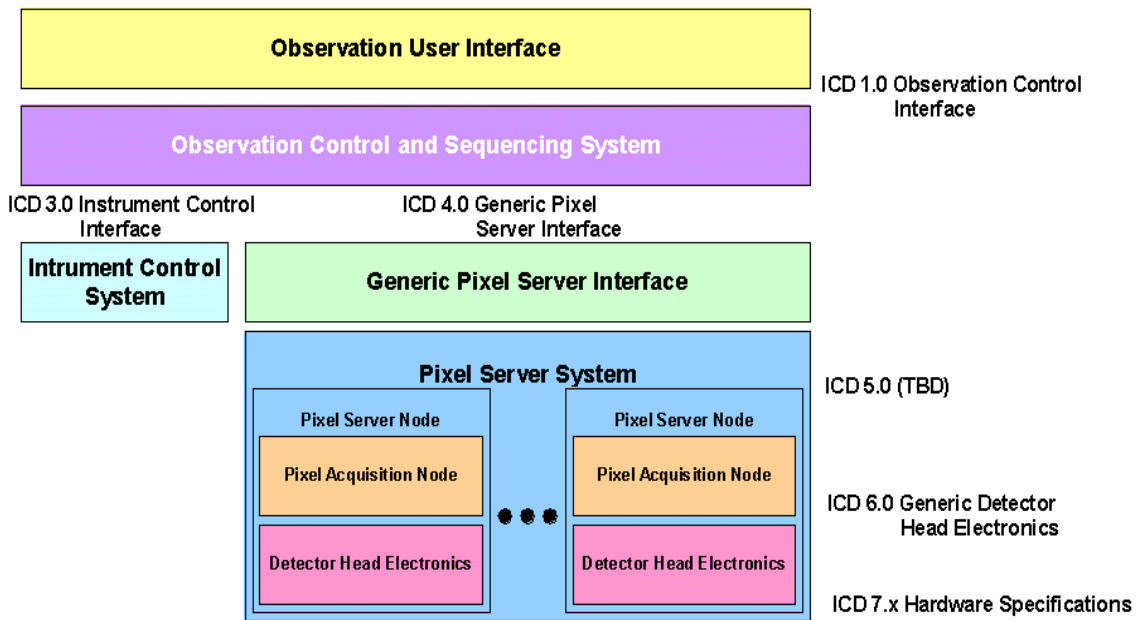 Observation User Interface
ICD 1.0 Observation Control
Interface
Observation Control and Sequencing System
ICD 3.0 Instrument Control
Interface
ICD 4.0 Generic Pixel
Server Interface
Intrument Control
System
Generic Pixel Server Interface
Pixel Server System
ICD 5.0 (TBD)
Pixel Server Node
Pixel Acquisition Node
Detector Head Electronics
Pixel Server Node
Pixel Acquisition Node
Detector Head Electronics
ICD 6.0 Generic Detector
Head Electronics
ICD 7.x Hardware Specifications